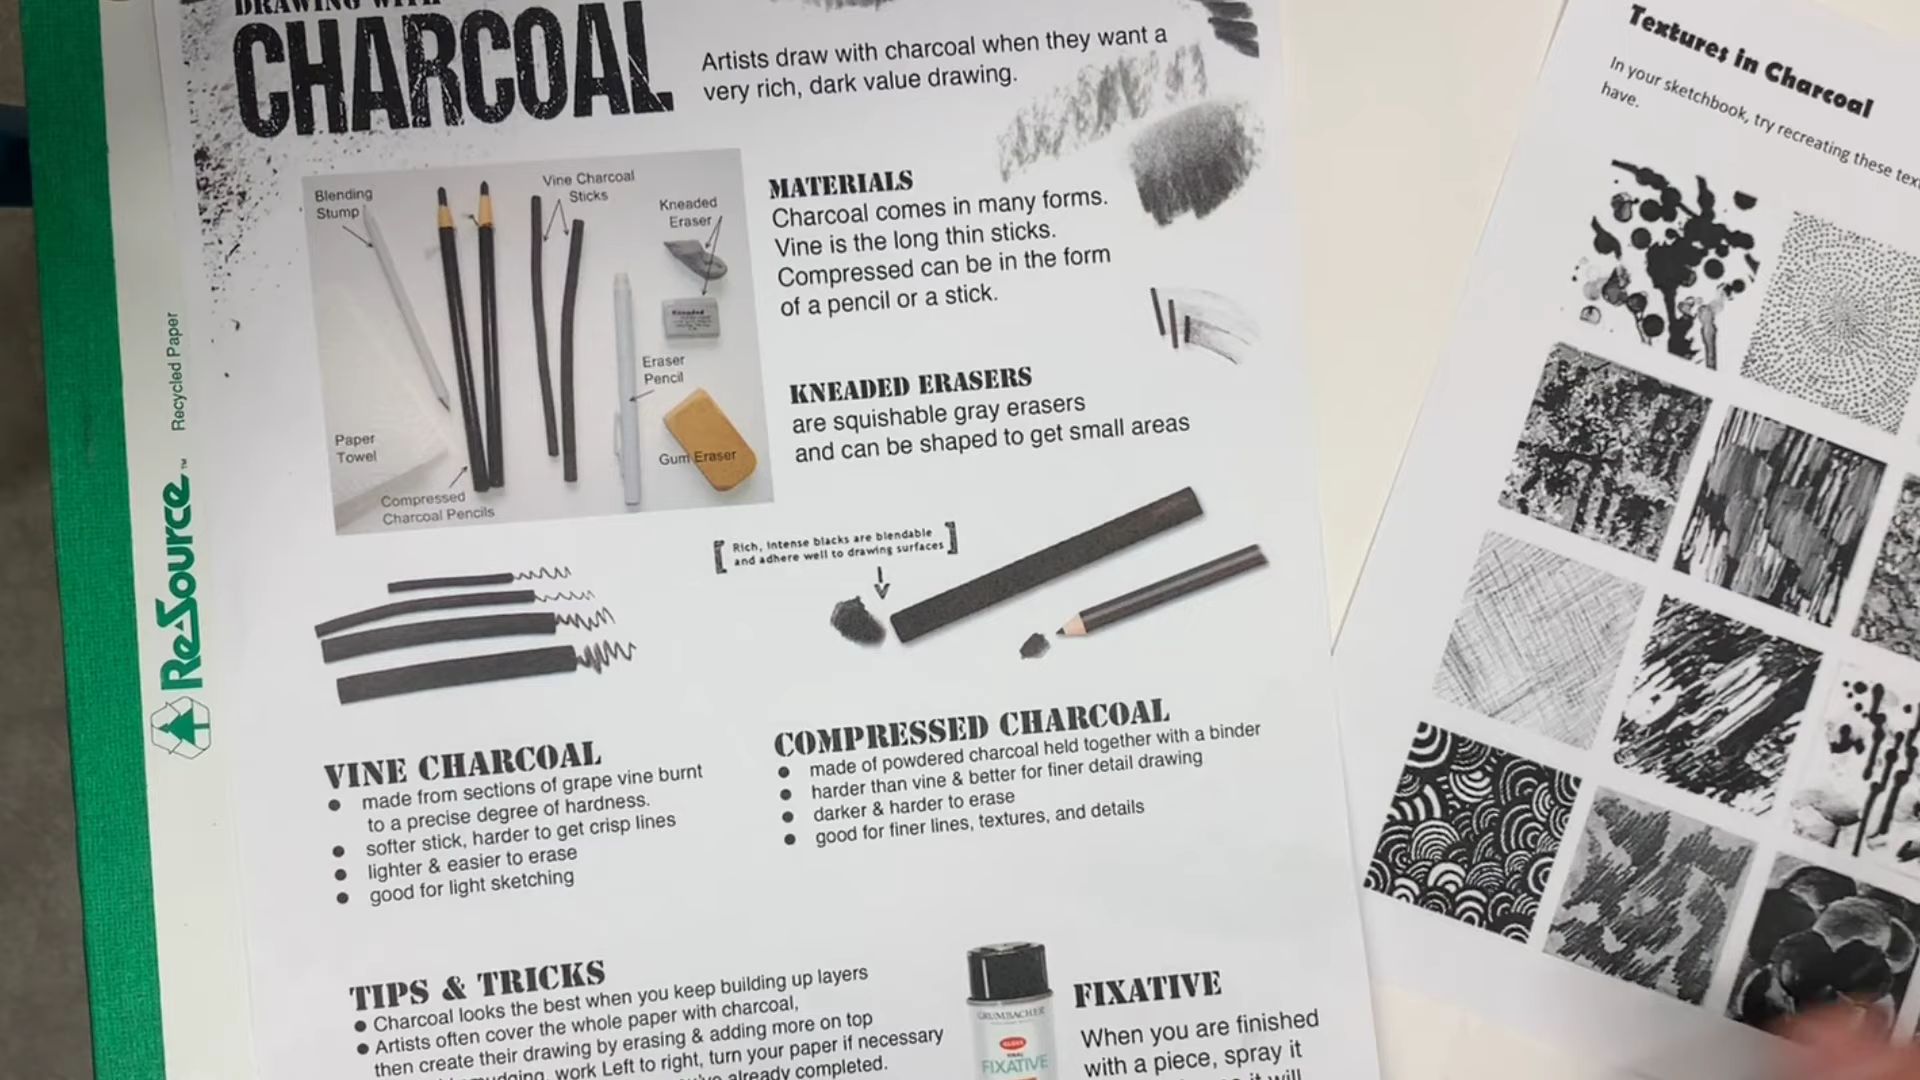 DRAWING WITH
CHARCOAL
Artists draw with charcoal when they want a
very rich, dark value drawing.
Blending
Stump
Vine Charcoal
Sticks
Kneaded
Eraser
Kneaded
Eraser
Pencil
Gum Eraser
Paper
Towel
Compressed
Charcoal Pencils
MATERIALS
Charcoal comes in many forms.
Vine is the long thin sticks.
Compressed can be in the form
of a pencil or a stick.
KNEADED ERASERS
are squishable gray erasers
and can be shaped to get small areas
[ Rich, intense blacks are blendable
and adhere well to drawing surfaces ]
VINE CHARCOAL
● made from sections of grape vine burnt
to a precise degree of hardness.
● softer stick, harder to get crisp lines
● lighter & easier to erase
● good for light sketching
COMPRESSED CHARCOAL
● made of powdered charcoal held together with a binder
● harder than vine & better for finer detail drawing
● darker & harder to erase
● good for finer lines, textures, and details
TIPS & TRICKS
● Charcoal looks the best when you keep building up layers
● Artists often cover the whole paper with charcoal,
then create their drawing by erasing & adding more on top
work Left to right, turn your paper if necessary
already completed.
GRUMBACHER
FIXATIVE
FIXATIVE
When you are finished
with a piece, spray it
it will
ReSource™ Recycled Paper
Textures in Charcoal
In your sketchbook, try recreating these
have.